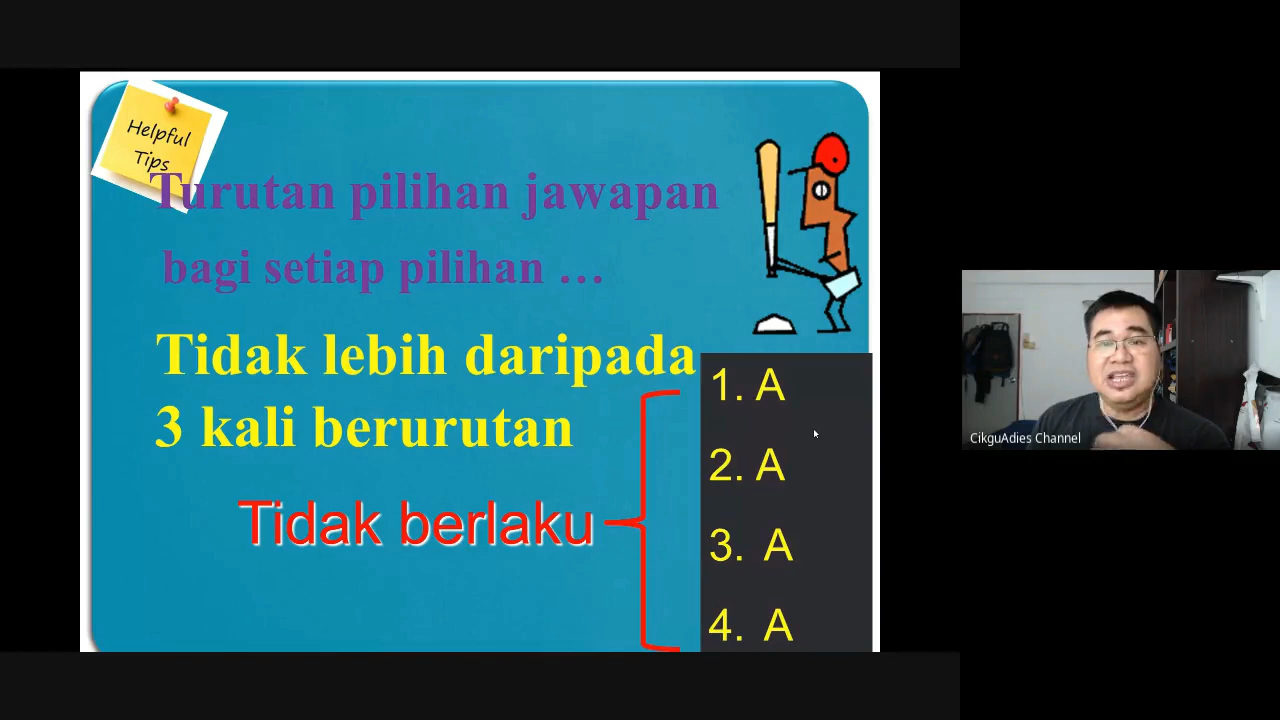 Helpful
Tips
Turutan pilihan jawapan
bagi setiap pilihan ...
Tidak lebih daripada
3 kali berurutan
Tidak berlaku
1. A
2. A
3. A
4. A
CikguAdies Channel